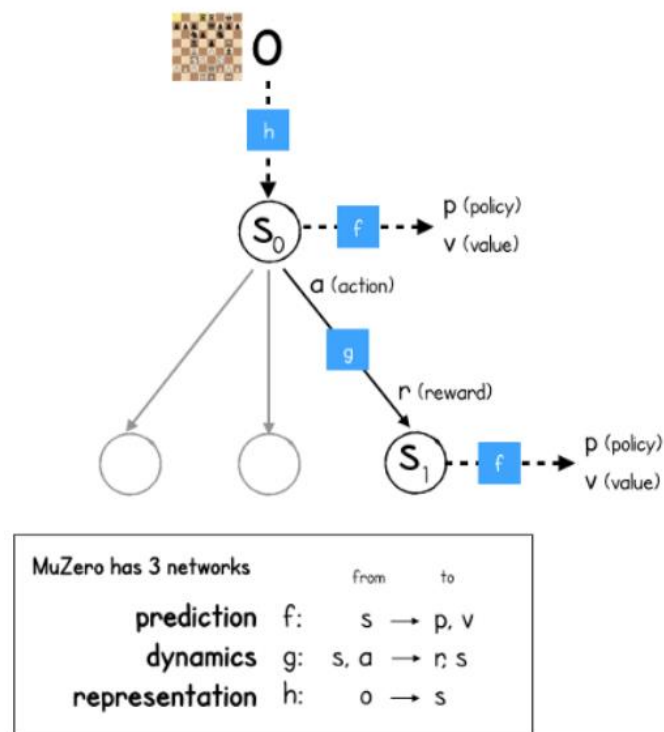 O
h
S0
f
p (policy)
v (value)
a (action)
g
r (reward)
S1
f
p (policy)
v (value)
MuZero has 3 networks
from to
prediction f: s → p, v
dynamics g: s, a → r, s
representation h: o → s